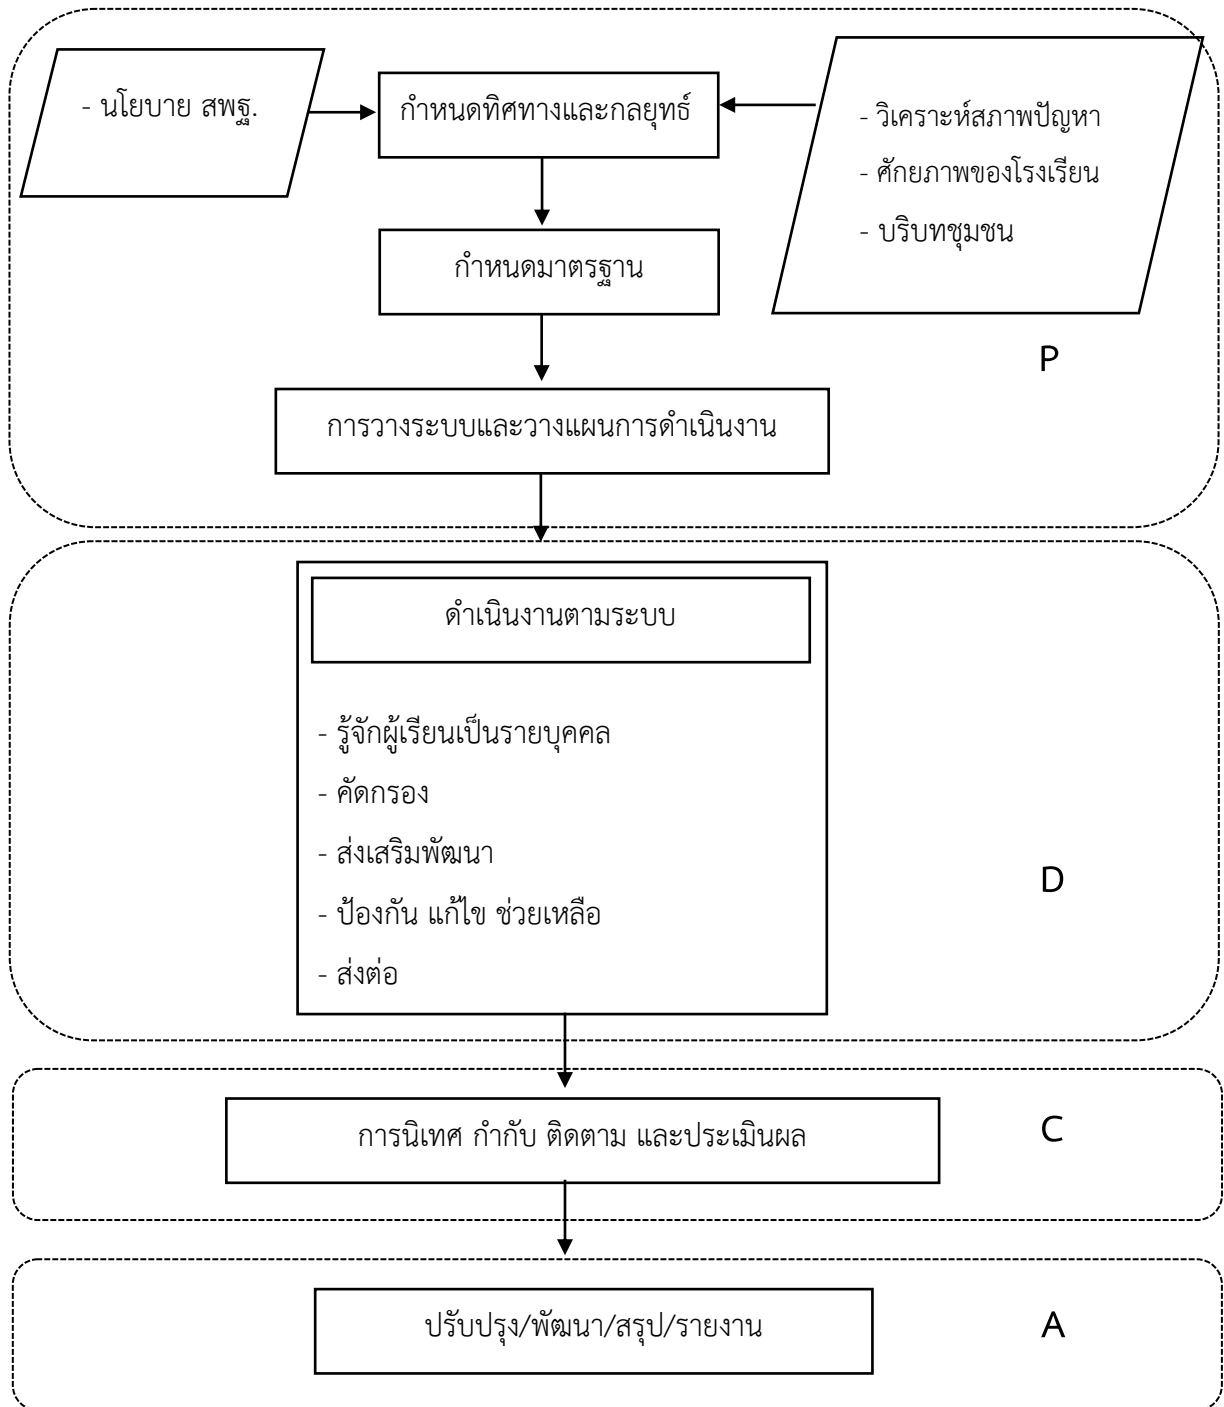 - นโยบาย สพฐ.
กำหนดทิศทางและกลยุทธ์
- วิเคราะห์สภาพปัญหา
- ศักยภาพของโรงเรียน
- บริบทชุมชน
กำหนดมาตรฐาน
P
การวางระบบและวางแผนการดำเนินงาน
ดำเนินงานตามระบบ
- รู้จักผู้เรียนเป็นรายบุคคล
- คัดกรอง
- ส่งเสริมพัฒนา
- ป้องกัน แก้ไข ช่วยเหลือ
- ส่งต่อ
D
การนิเทศ กำกับ ติดตาม และประเมินผล
C
ปรับปรุง/พัฒนา/สรุป/รายงาน
A